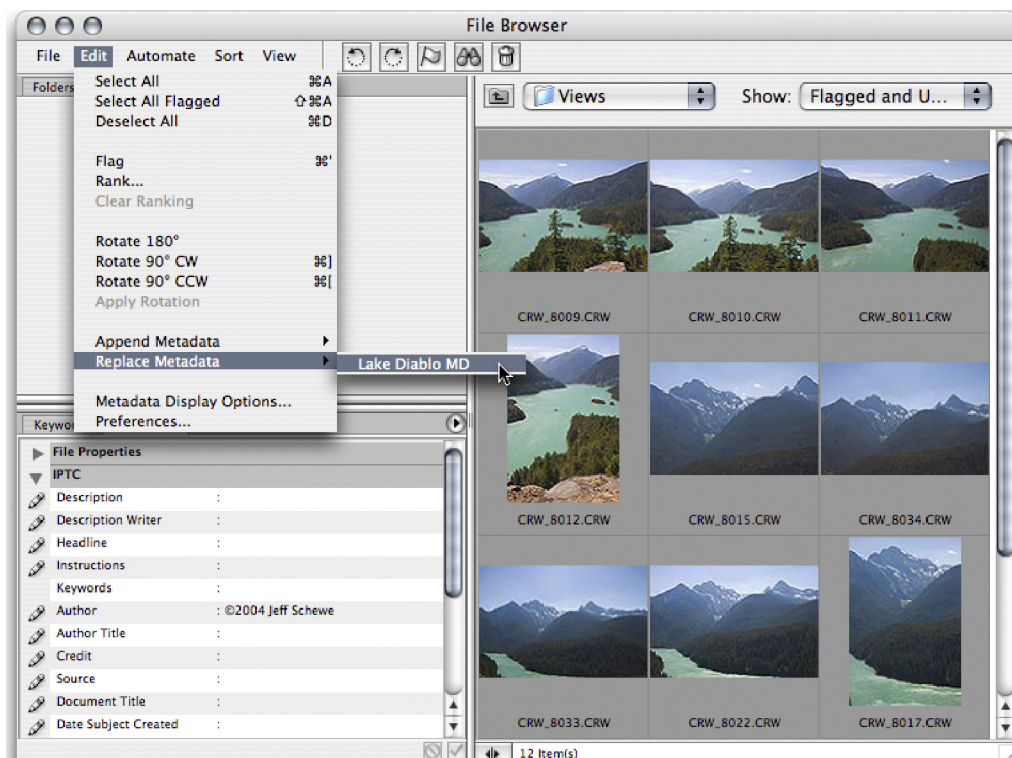 File Browser
File Edit Automate Sort View
Folders
Select All ⌘A
Select All Flagged ⇧⌘A
Deselect All ⌘D
Flag ⌘'
Rank...
Clear Ranking
Rotate 180°
Rotate 90° CW ⌘]
Rotate 90° CCW ⌘[
Apply Rotation
Append Metadata
Replace Metadata
Lake Diablo MD
Metadata Display Options...
Preferences...
Views Show: Flagged and U...
CRW_8009.CRW CRW_8010.CRW CRW_8011.CRW
CRW_8012.CRW CRW_8015.CRW CRW_8034.CRW
CRW_8033.CRW CRW_8022.CRW CRW_8017.CRW
12 Item(s)
Keywo
File Properties
IPTC
Description :
Description Writer :
Headline :
Instructions :
Keywords :
Author : ©2004 Jeff Schewe
Author Title :
Credit :
Source :
Document Title :
Date Subject Created :